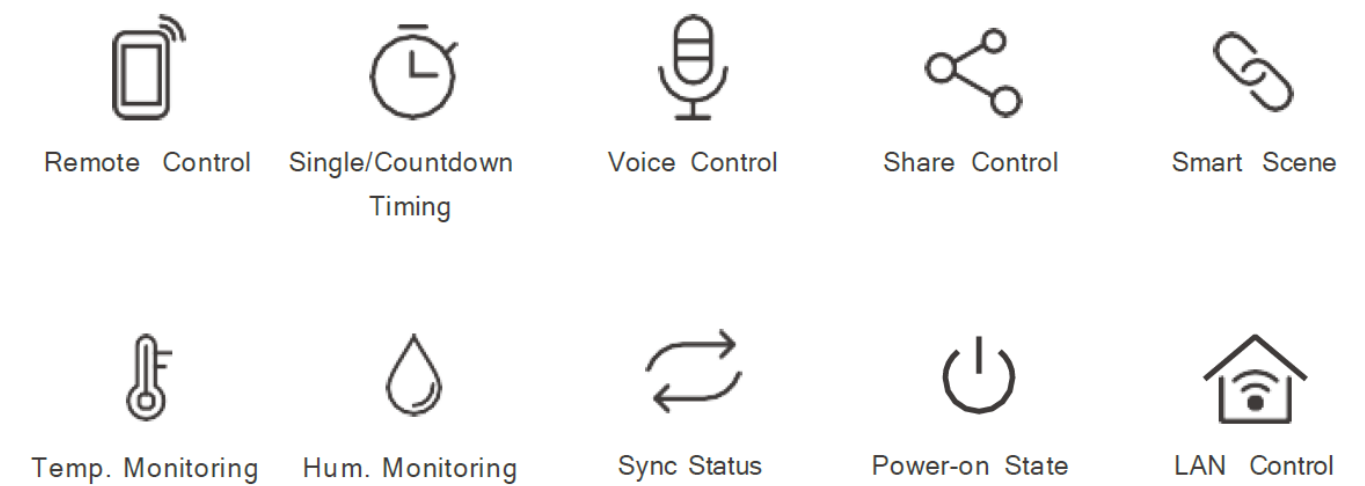 Remote Control
Single/Countdown
Timing
Voice Control
Share Control
Smart Scene
Temp. Monitoring
Hum. Monitoring
Sync Status
Power-on State
LAN Control